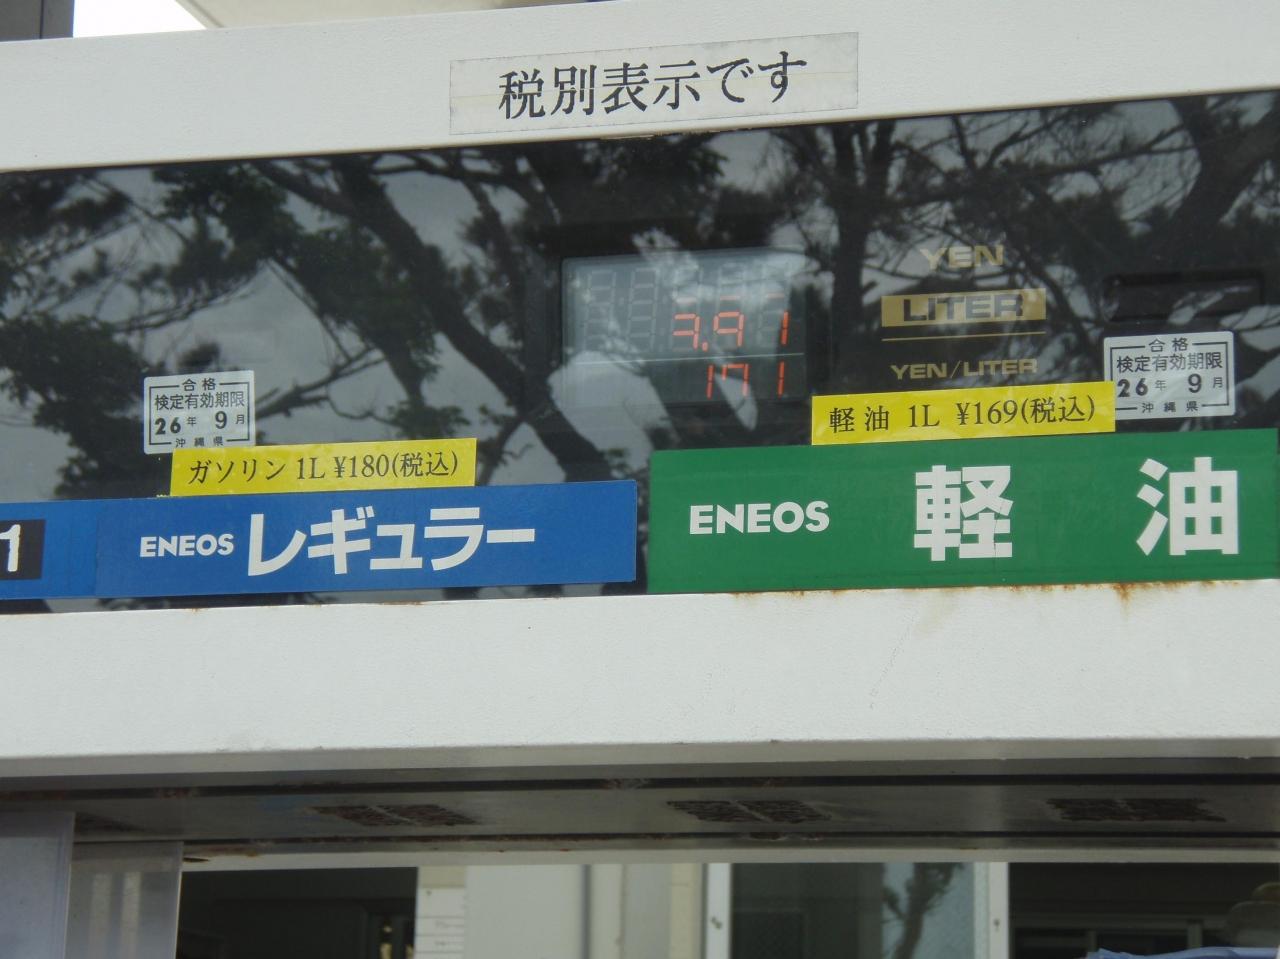 税別表示です
YEN
LITER
YEN/LITER
3.91
171
合格
検定有効期限
26年 9月
沖縄県
合格
検定有効期限
26年 9月
沖縄県
ガソリン 1L ¥180(税込)
軽油 1L ¥169(税込)
1
ENEOS レギュラー
ENEOS 軽油